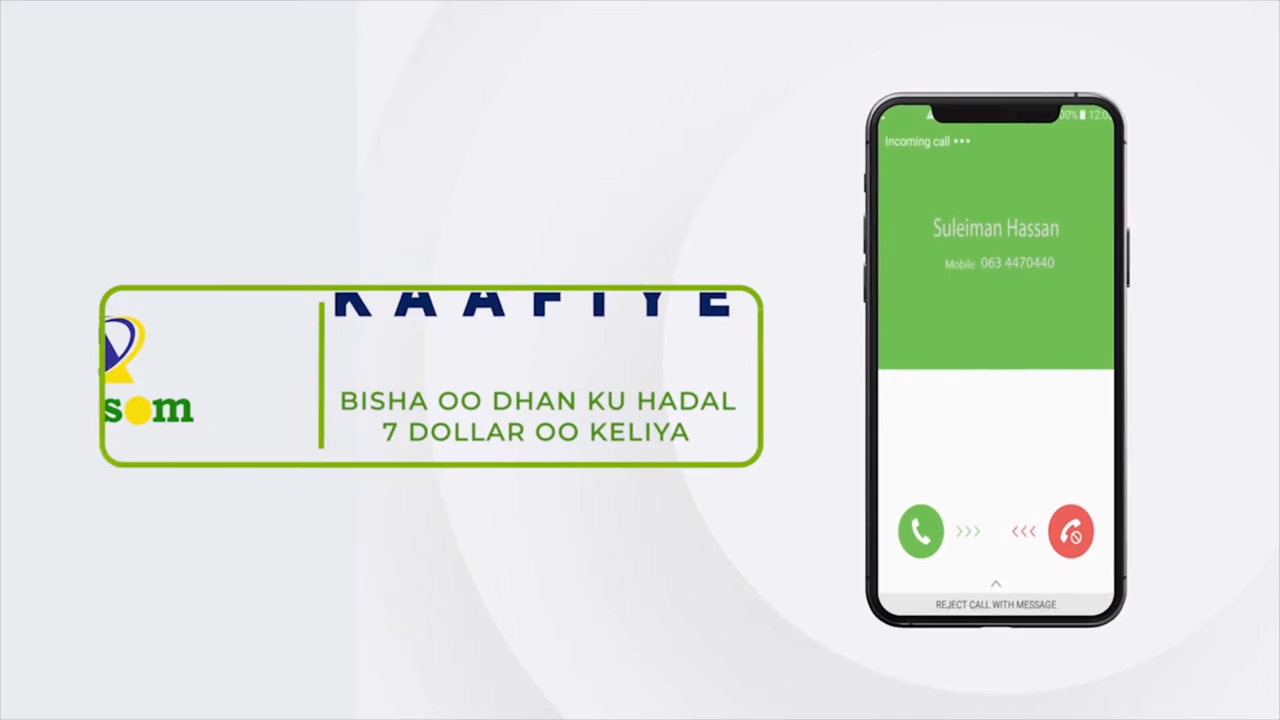 KAAFIYE
som
BISHA OO DHAN KU HADAL
7 DOLLAR OO KELIYA
Incoming call •••
Suleiman Hassan
Mobile 063 4470440
REJECT CALL WITH MESSAGE